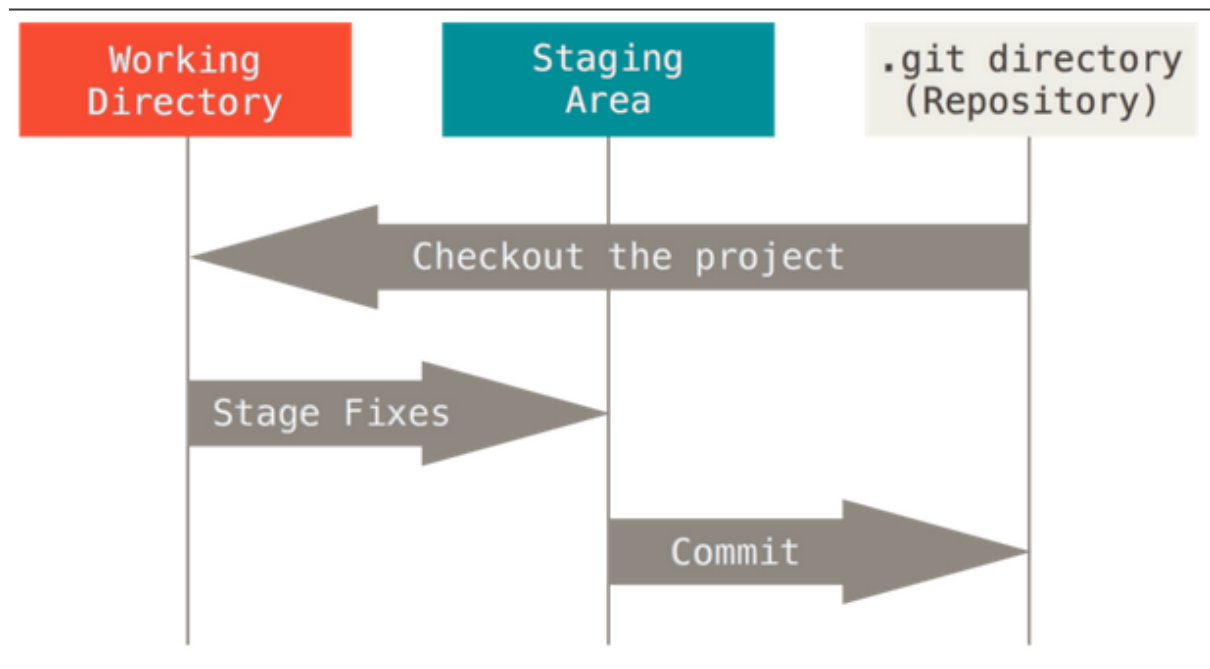 Working
Directory
Staging
Area
.git directory
(Repository)
Checkout the project
Stage Fixes
Commit